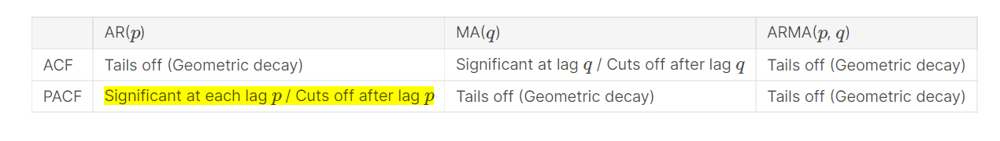 AR(p) MA(q) ARMA(p, q)
ACF Tails off (Geometric decay) Significant at lag q / Cuts off after lag q Tails off (Geometric decay)
PACF Significant at each lag p / Cuts off after lag p Tails off (Geometric decay) Tails off (Geometric decay)